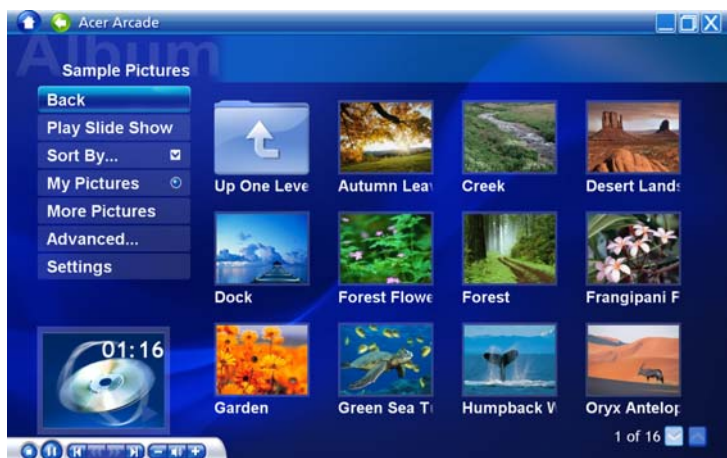 Acer Arcade
Album
Sample Pictures
Back
Play Slide Show
Sort By...
My Pictures
More Pictures
Advanced...
Settings
Up One Leve
Autumn Lea
Creek
Desert Lands
Dock
Forest Flowe
Forest
Frangipani F
Garden
Green Sea T
Humpback W
Oryx Antelop
01:16
1 of 16